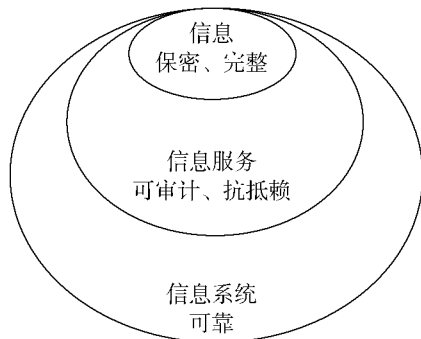 信息
保密、完整
信息服务
可审计、抗抵赖
信息系统
可靠